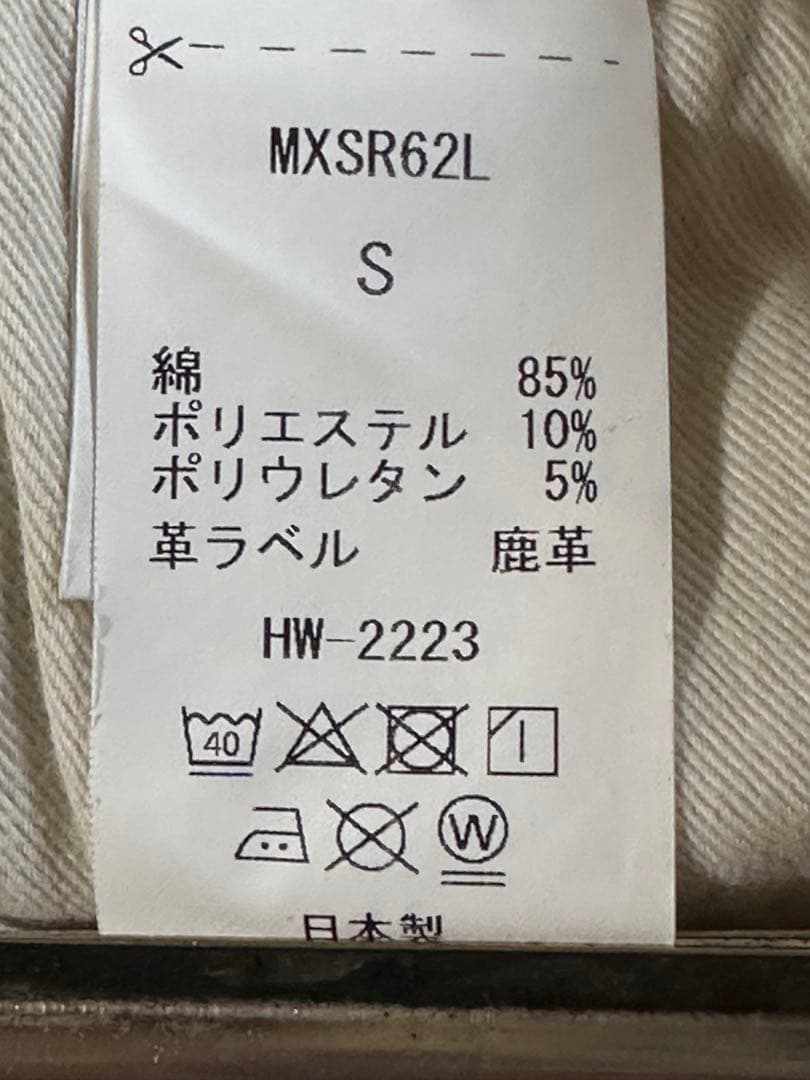 MXSR62L
S
綿 85%
ポリエステル 10%
ポリウレタン 5%
革ラベル 鹿革
HW-2223
40
W
日本製